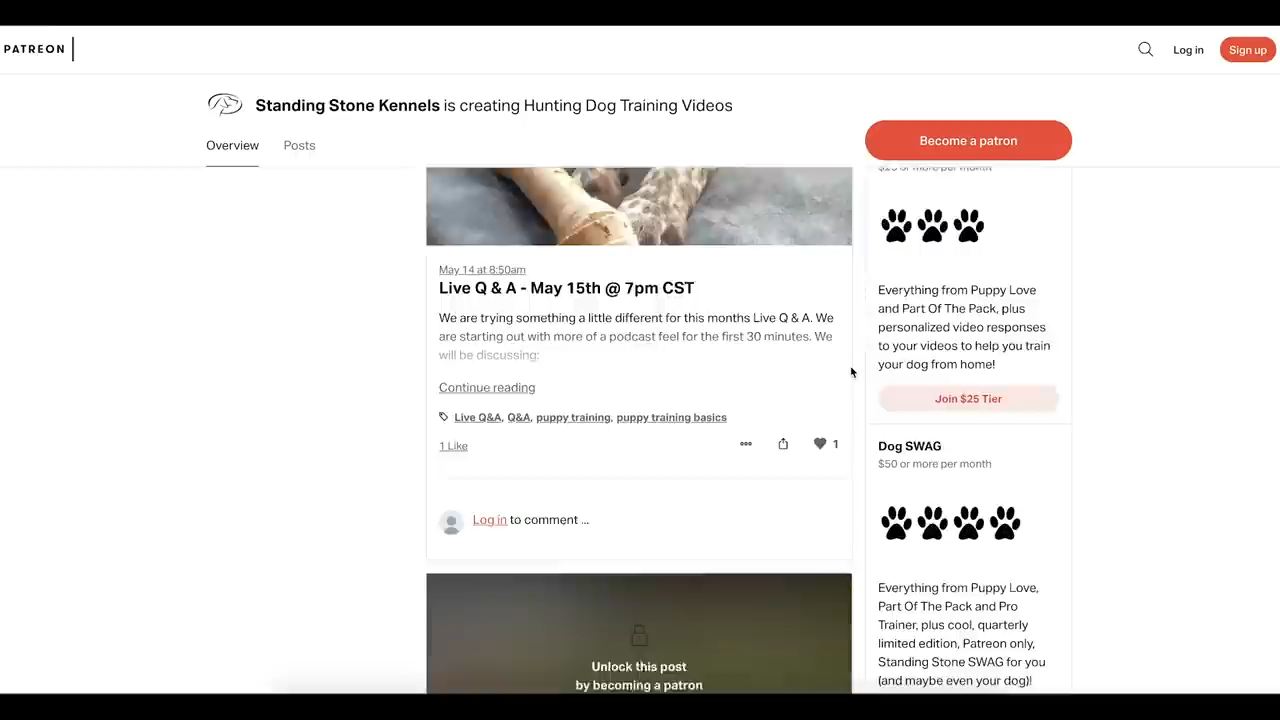 PATREON
Log in
Sign up
Standing Stone Kennels is creating Hunting Dog Training Videos
Overview
Posts
Become a patron
May 14 at 8:50am
Live Q & A - May 15th @ 7pm CST
We are trying something a little different for this months Live Q & A. We
are starting out with more of a podcast feel for the first 30 minutes. We
will be discussing:
Continue reading
Live Q&A, Q&A, puppy training, puppy training basics
1 Like
1
Log in to comment ...
Unlock this post
by becoming a patron
$25 or more per month
Everything from Puppy Love
and Part Of The Pack, plus
personalized video responses
to your videos to help you train
your dog from home!
Join $25 Tier
Dog SWAG
$50 or more per month
Everything from Puppy Love,
Part Of The Pack and Pro
Trainer, plus cool, quarterly
limited edition, Patreon only,
Standing Stone SWAG for you
(and maybe even your dog)!